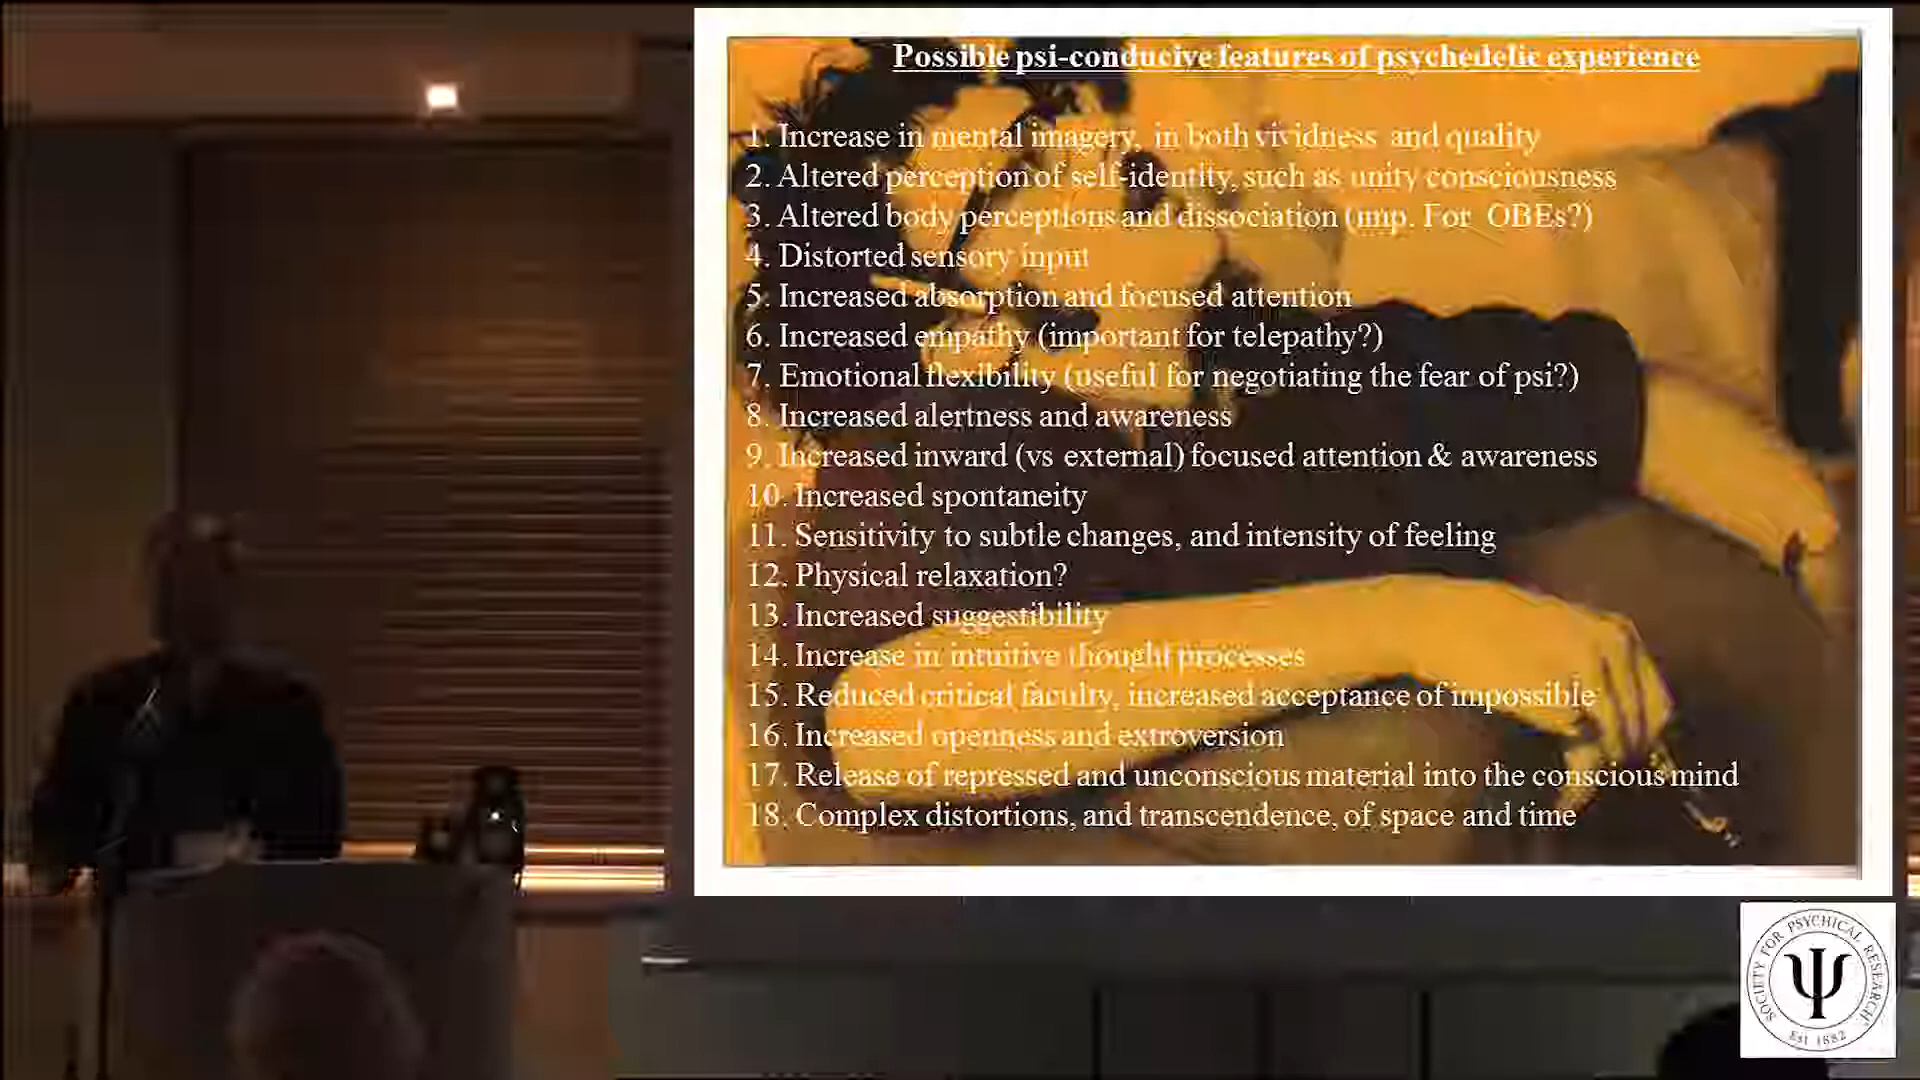 Possible psi-conducive features of psychedelic experience
1. Increase in mental imagery, in both vividness and quality
2. Altered perception of self-identity, such as unity consciousness
3. Altered body perceptions and dissociation (imp. For OBEs?)
4. Distorted sensory input
5. Increased absorption and focused attention
6. Increased empathy (important for telepathy?)
7. Emotional flexibility (useful for negotiating the fear of psi?)
8. Increased alertness and awareness
9. Increased inward (vs external) focused attention & awareness
10. Increased spontaneity
11. Sensitivity to subtle changes, and intensity of feeling
12. Physical relaxation?
13. Increased suggestibility
14. Increase in intuitive thought processes
15. Reduced critical faculty, increased acceptance of impossible
16. Increased openness and extroversion
17. Release of repressed and unconscious material into the conscious mind
18. Complex distortions, and transcendence, of space and time
SOCIETY FOR PSYCHICAL RESEARCH
Ψ
Est 1882